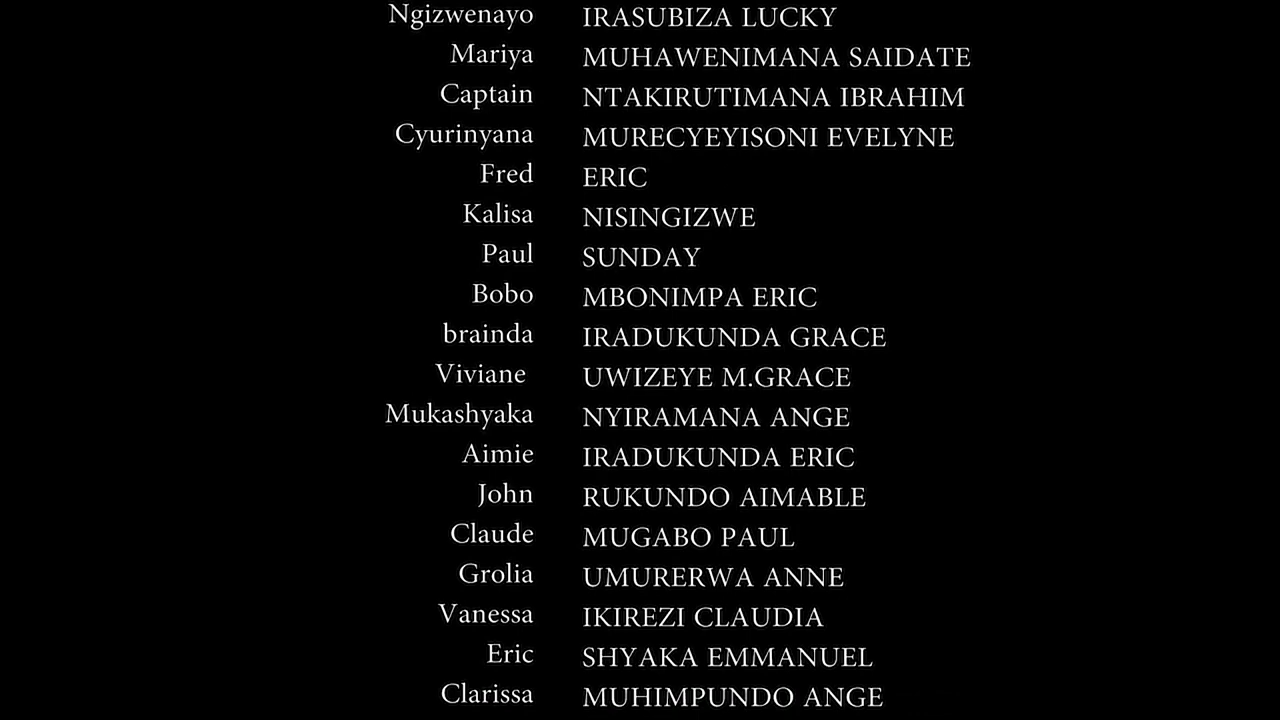 Ngizwenayo IRASUBIZA LUCKY
Mariya MUHAWENIMANA SAIDATE
Captain NTAKIRUTIMANA IBRAHIM
Cyurinyana MURECYEYISONI EVELYNE
Fred ERIC
Kalisa NISINGIZWE
Paul SUNDAY
Bobo MBONIMPA ERIC
brainda IRADUKUNDA GRACE
Viviane UWIZEYE M.GRACE
Mukashyaka NYIRAMANA ANGE
Aimie IRADUKUNDA ERIC
John RUKUNDO AIMABLE
Claude MUGABO PAUL
Grolia UMURERWA ANNE
Vanessa IKIREZI CLAUDIA
Eric SHYAKA EMMANUEL
Clarissa MUHIMPUNDO ANGE